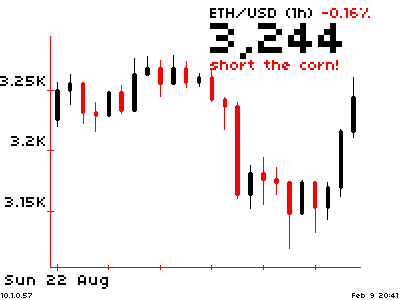 ETH/USD (1h) -0.16%
3,244
short the corn!
3.25K
3.2K
3.15K
Sun 22 Aug
10.1.0.57
Feb 9 20:41